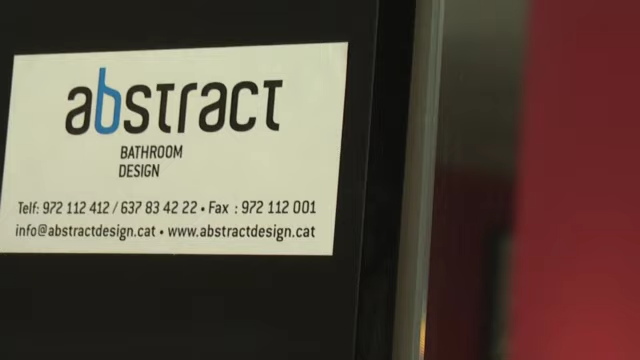 abstract
BATHROOM
DESIGN
Telf: 972 112 412 / 637 83 42 22 • Fax : 972 112 001
info@abstractdesign.cat • www.abstractdesign.cat